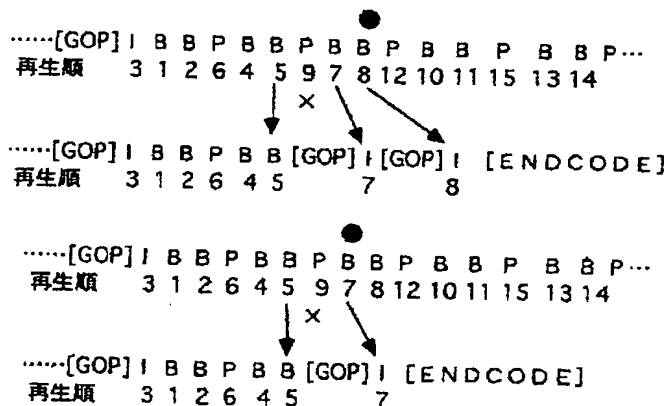 ……[GOP] I B B P B B P B B P B B P B B P…
再生順 3 1 2 6 4 5 9 7 8 12 10 11 15 13 14
×
……[GOP] I B B P B B [GOP] I [GOP] I [ENDCODE]
再生順 3 1 2 6 4 5 7 8
……[GOP] I B B P B B P B B P B B P B B P…
再生順 3 1 2 6 4 5 9 7 8 12 10 11 15 13 14
×
……[GOP] I B B P B B [GOP] I [ENDCODE]
再生順 3 1 2 6 4 5 7